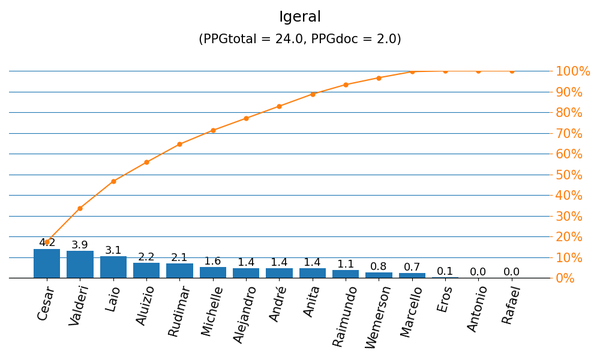 Igeral
(PPGtotal = 24.0, PPGdoc = 2.0)
100%
90%
80%
70%
60%
50%
40%
30%
20%
10%
0%
4.2 3.9 3.1 2.2 2.1 1.6 1.4 1.4 1.4 1.1 0.8 0.7 0.1 0.0 0.0
Cesar Valderi Laio Aluizio Rudimar Michelle Alejandro André Anita Raimundo Wemerson Marcello Eros Antonio Rafael